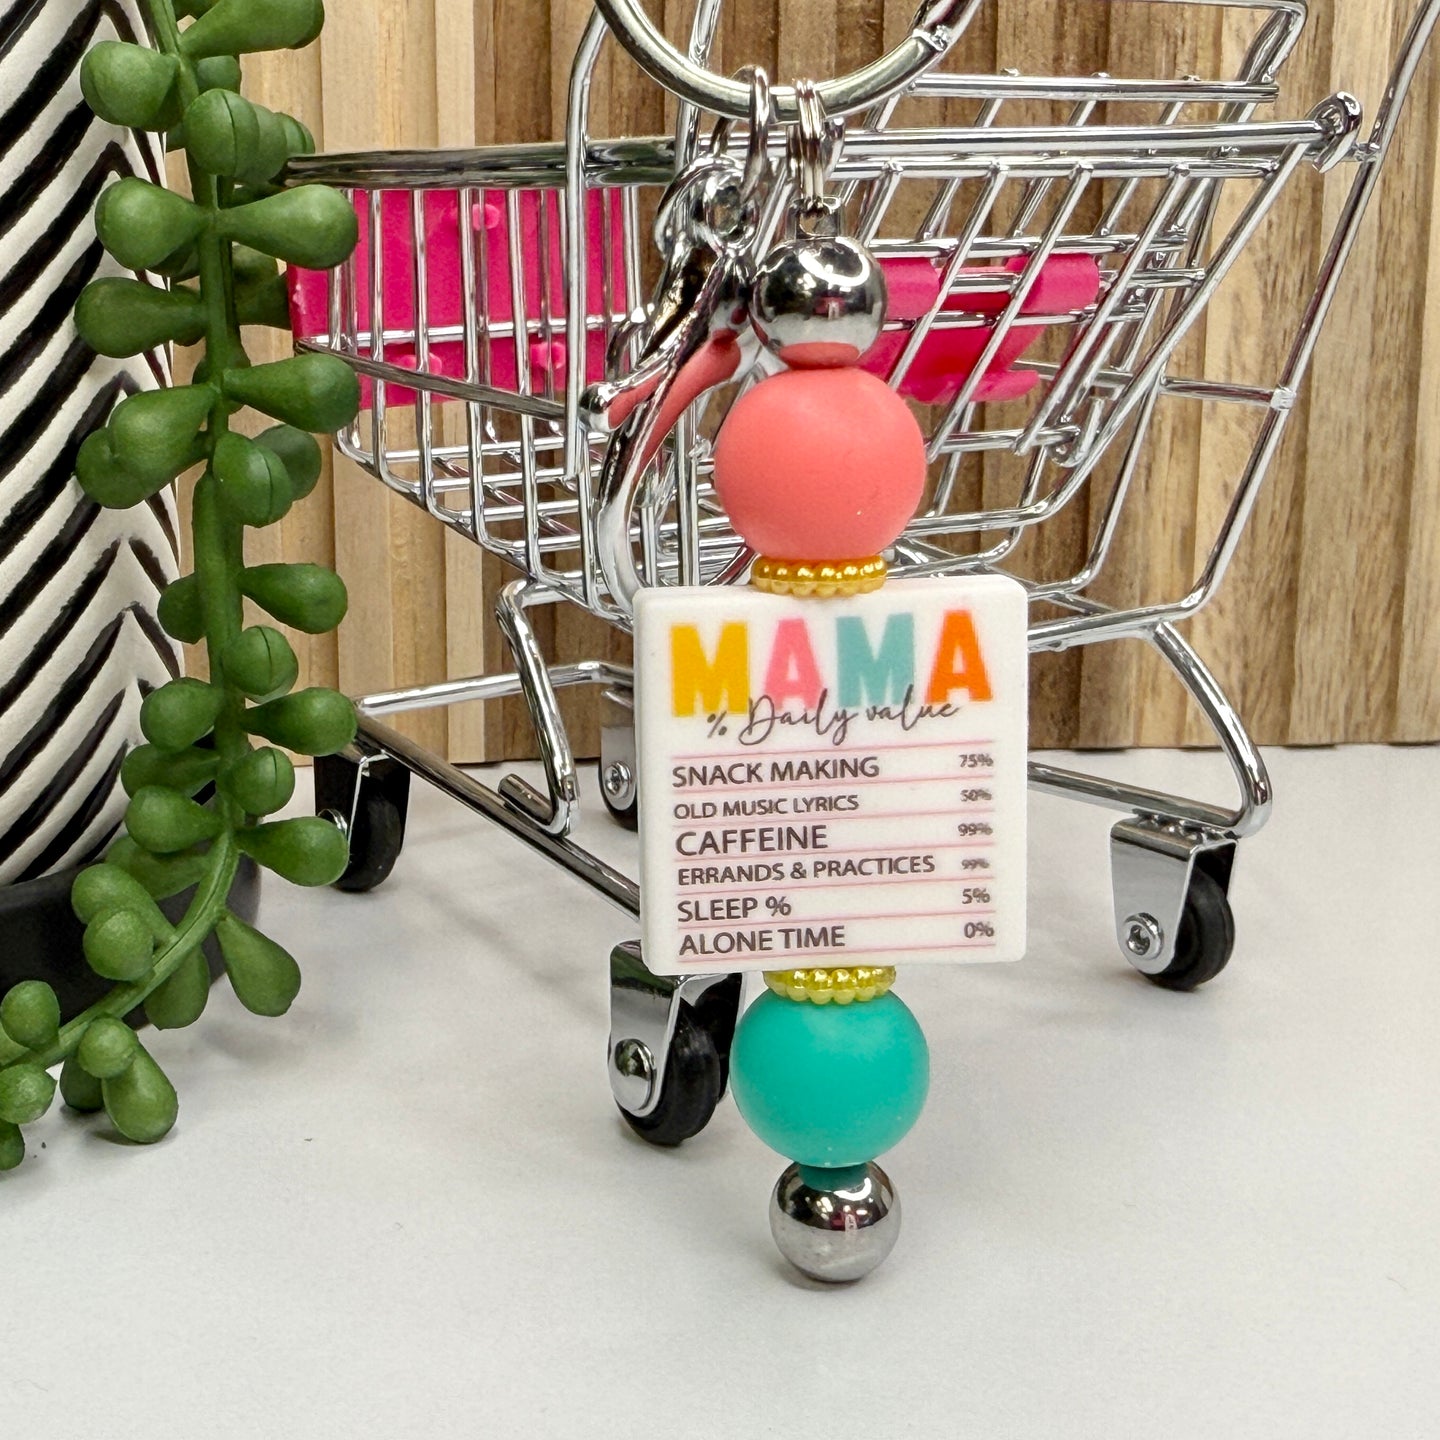 MAMA
% Daily value
SNACK MAKING 75%
OLD MUSIC LYRICS 50%
CAFFEINE 99%
ERRANDS & PRACTICES 99%
SLEEP % 5%
ALONE TIME 0%